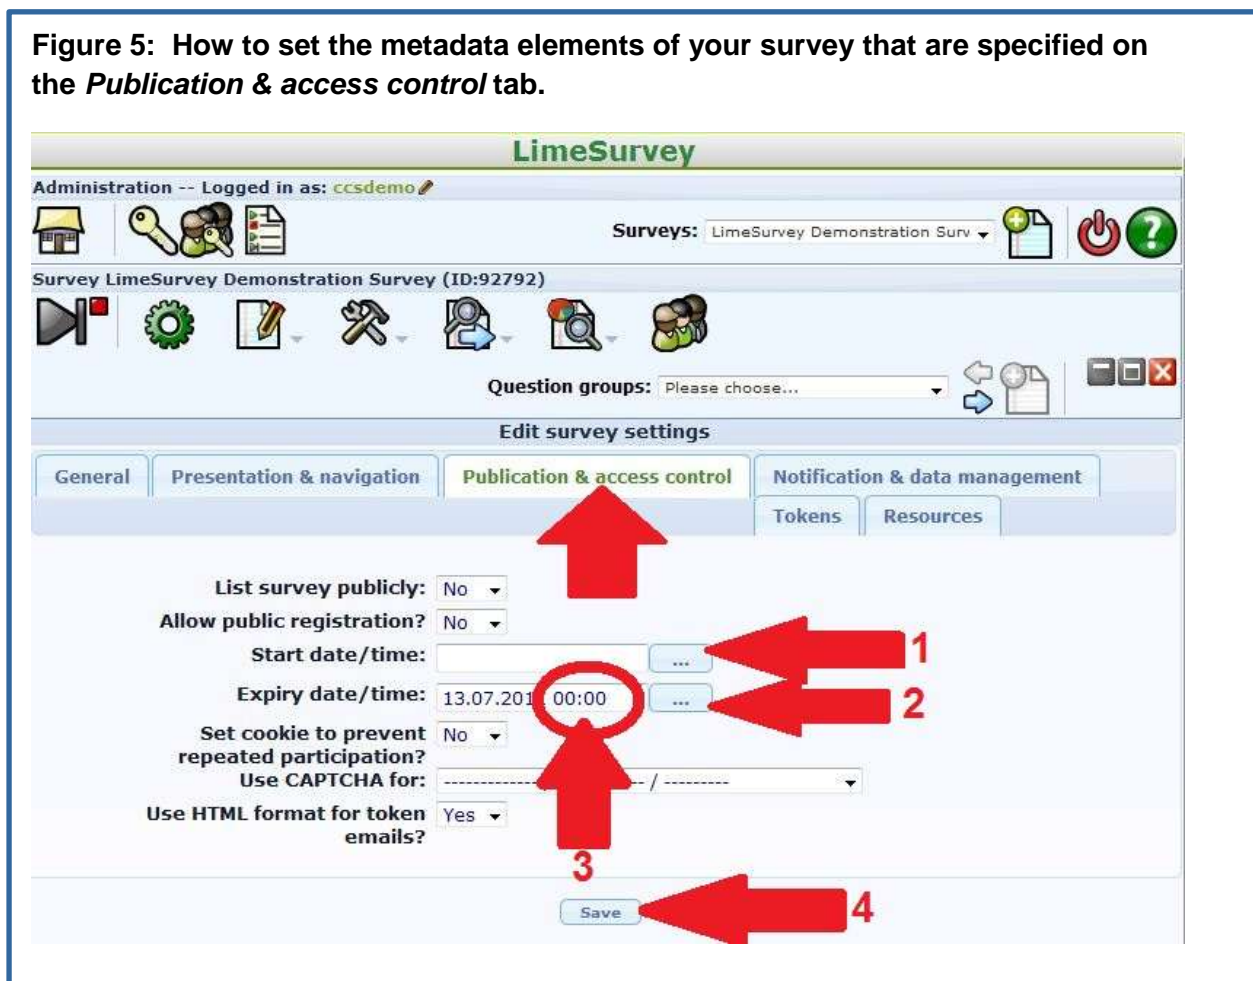 Figure 5: How to set the metadata elements of your survey that are specified on
the Publication & access control tab.
LimeSurvey
Administration -- Logged in as: ccsdemo
Surveys: LimeSurvey Demonstration Surv
Survey LimeSurvey Demonstration Survey (ID:92792)
Question groups: Please choose...
Edit survey settings
General Presentation & navigation Publication & access control Notification & data management
Tokens Resources
List survey publicly: No
Allow public registration? No
Start date/time: ... 1
Expiry date/time: 13.07.201 00:00 ... 2
Set cookie to prevent No
repeated participation?
Use CAPTCHA for: ------------- -- / ---------
Use HTML format for token Yes
emails?
3
Save 4